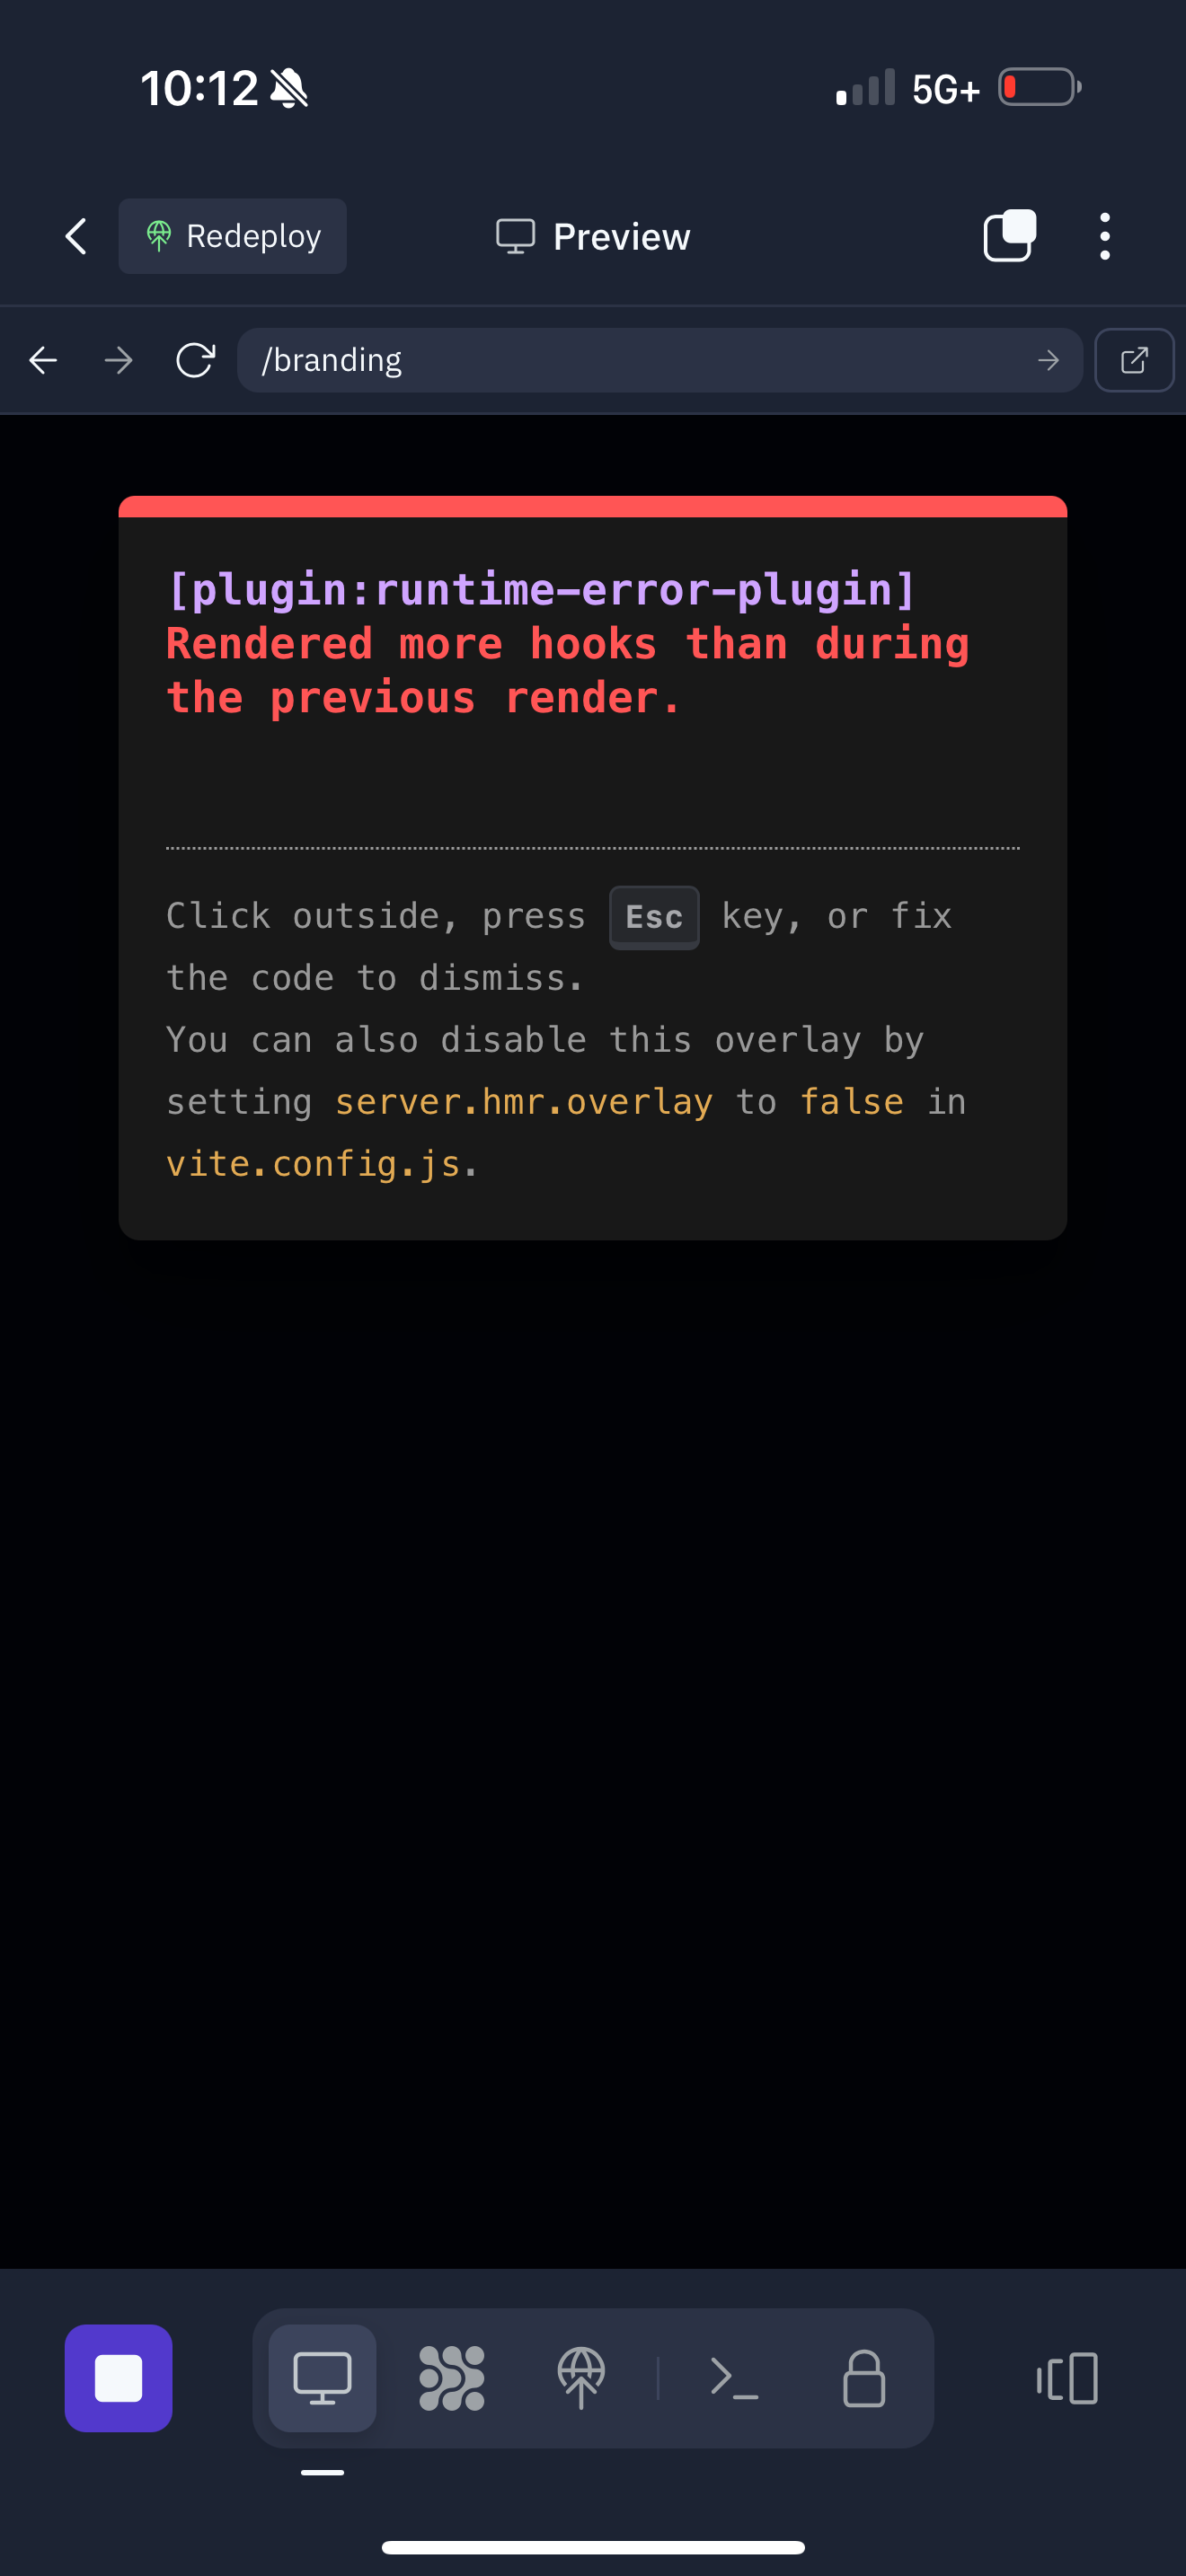 10:12 5G+
Redeploy Preview
/branding
[plugin:runtime-error-plugin]
Rendered more hooks than during
the previous render.
Click outside, press Esc key, or fix
the code to dismiss.
You can also disable this overlay by
setting server.hmr.overlay to false in
vite.config.js.